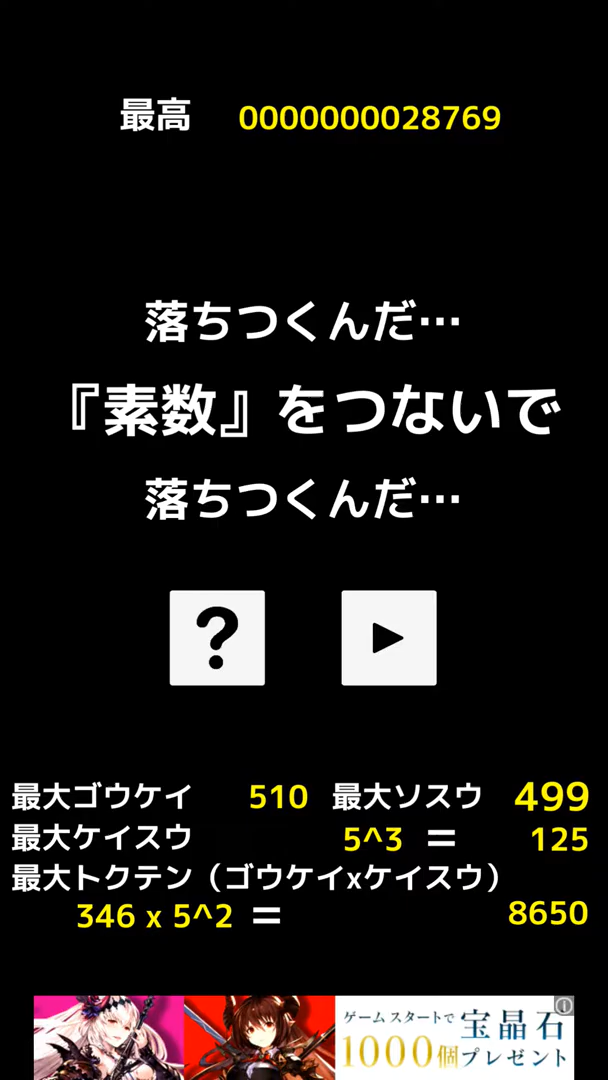 最高 0000000028769
落ちつくんだ…
『素数』をつないで
落ちつくんだ…
?
最大ゴウケイ 510 最大ソスウ 499
最大ケイスウ 5^3 = 125
最大トクテン（ゴウケイxケイスウ）
346 x 5^2 = 8650
ゲームスタートで 宝晶石
1000個プレゼント